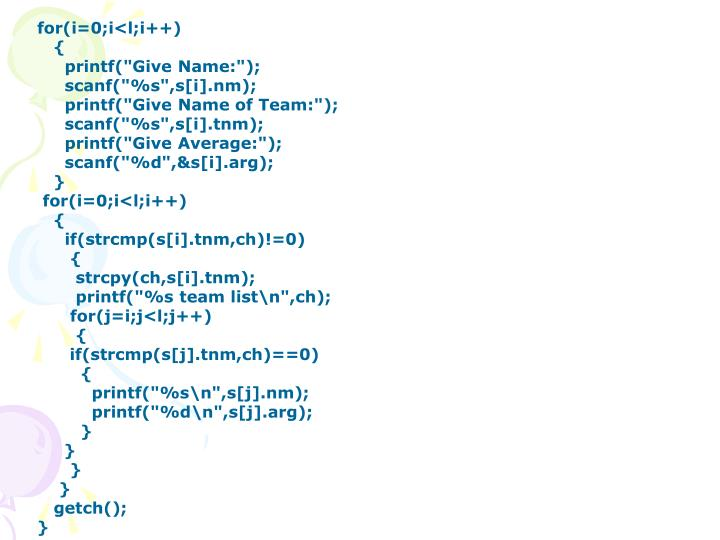 for(i=0;i<l;i++)
{
printf("Give Name:");
scanf("%s",s[i].nm);
printf("Give Name of Team:");
scanf("%s",s[i].tnm);
printf("Give Average:");
scanf("%d",&s[i].arg);
}
for(i=0;i<l;i++)
{
if(strcmp(s[i].tnm,ch)!=0)
{
strcpy(ch,s[i].tnm);
printf("%s team list\n",ch);
for(j=i;j<l;j++)
{
if(strcmp(s[j].tnm,ch)==0)
{
printf("%s\n",s[j].nm);
printf("%d\n",s[j].arg);
}
}
}
}
getch();
}